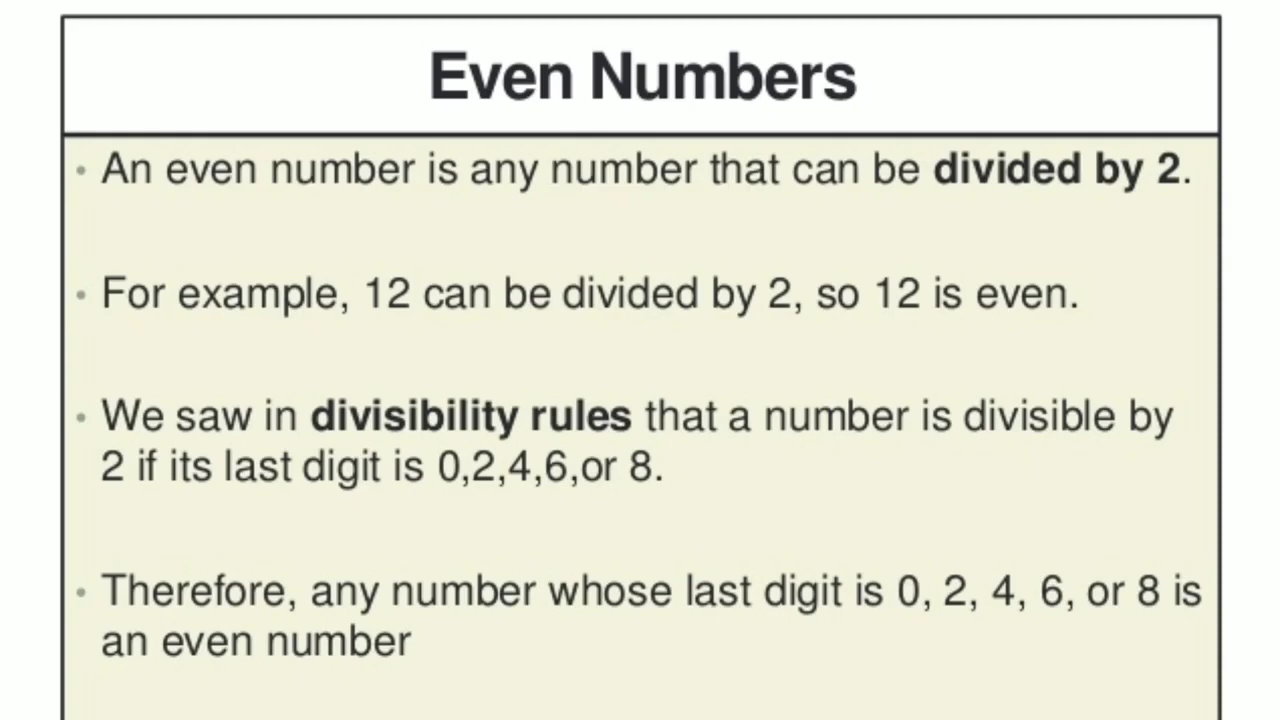 Even Numbers
• An even number is any number that can be divided by 2.
• For example, 12 can be divided by 2, so 12 is even.
• We saw in divisibility rules that a number is divisible by
2 if its last digit is 0,2,4,6,or 8.
• Therefore, any number whose last digit is 0, 2, 4, 6, or 8 is
an even number